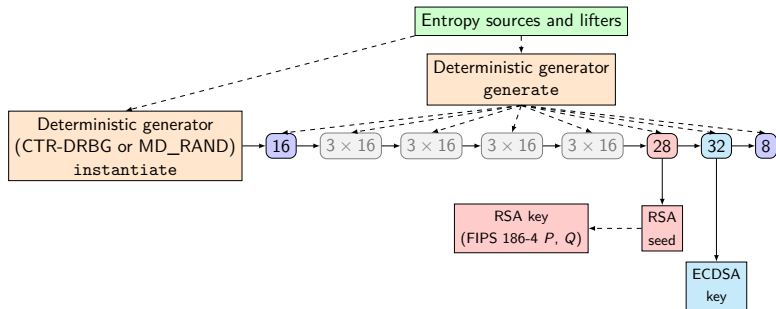 Entropy sources and lifters
Deterministic generator
generate
Deterministic generator
(CTR-DRBG or MD_RAND)
instantiate
16
3 × 16
3 × 16
3 × 16
3 × 16
28
32
8
RSA key
(FIPS 186-4 P, Q)
RSA
seed
ECDSA
key